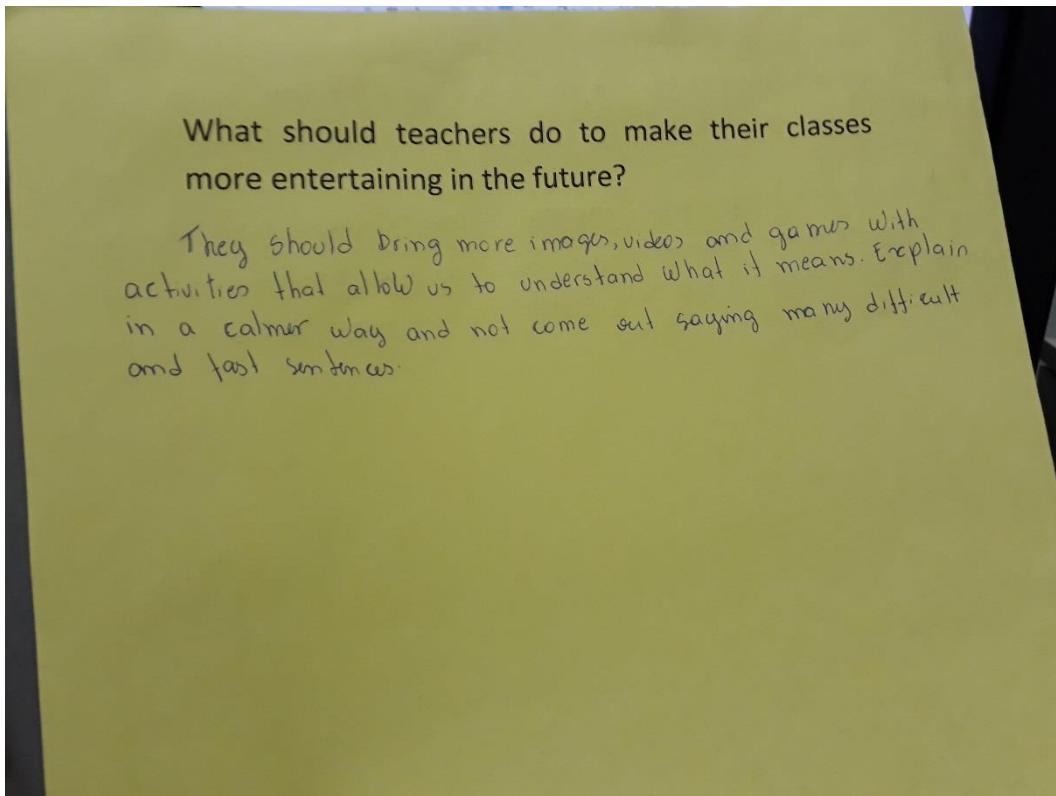 What should teachers do to make their classes
more entertaining in the future?
They should bring more images, videos and games with
activities that allow us to understand what it means. Explain
in a calmer way and not come out saying many difficult
and fast sentences.